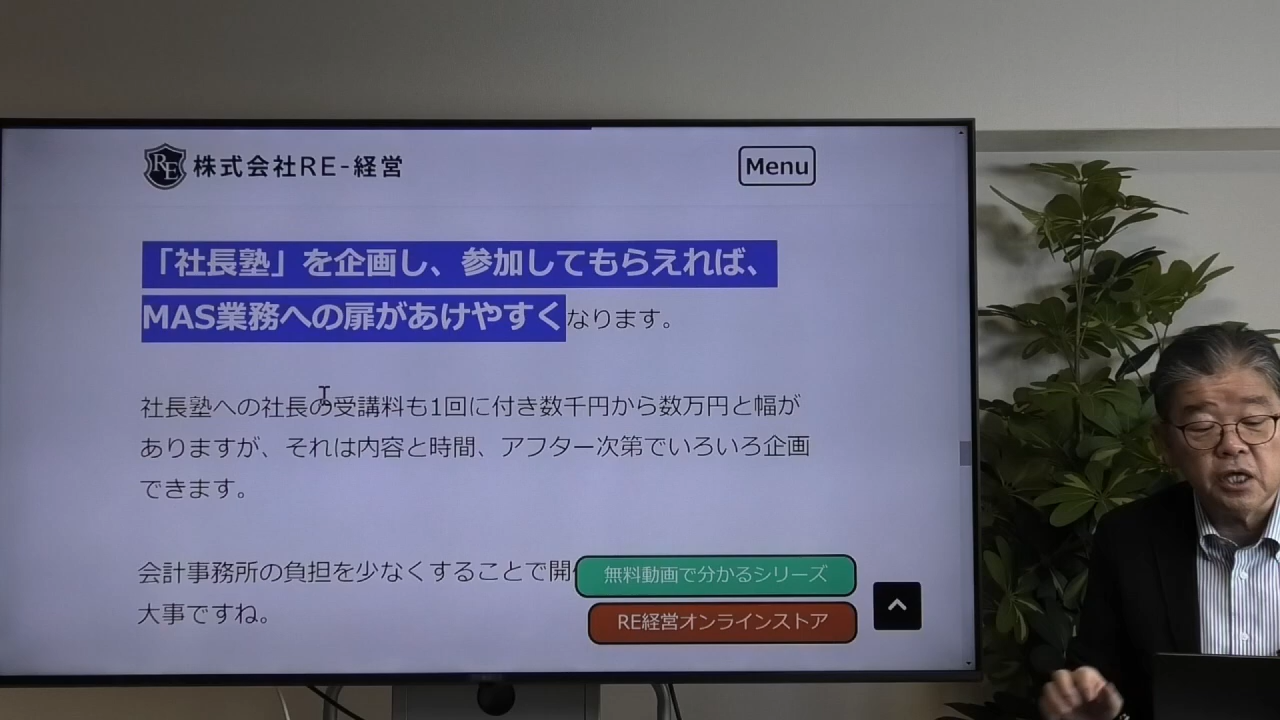 RE 株式会社RE-経営
Menu
「社長塾」を企画し、参加してもらえれば、
MAS業務への扉があけやすくなります。
社長塾への社長の受講料も1回に付き数千円から数万円と幅が
ありますが、それは内容と時間、アフター次第でいろいろ企画
できます。
会計事務所の負担を少なくすることで開
大事ですね。
無料動画で分かるシリーズ
RE経営オンラインストア